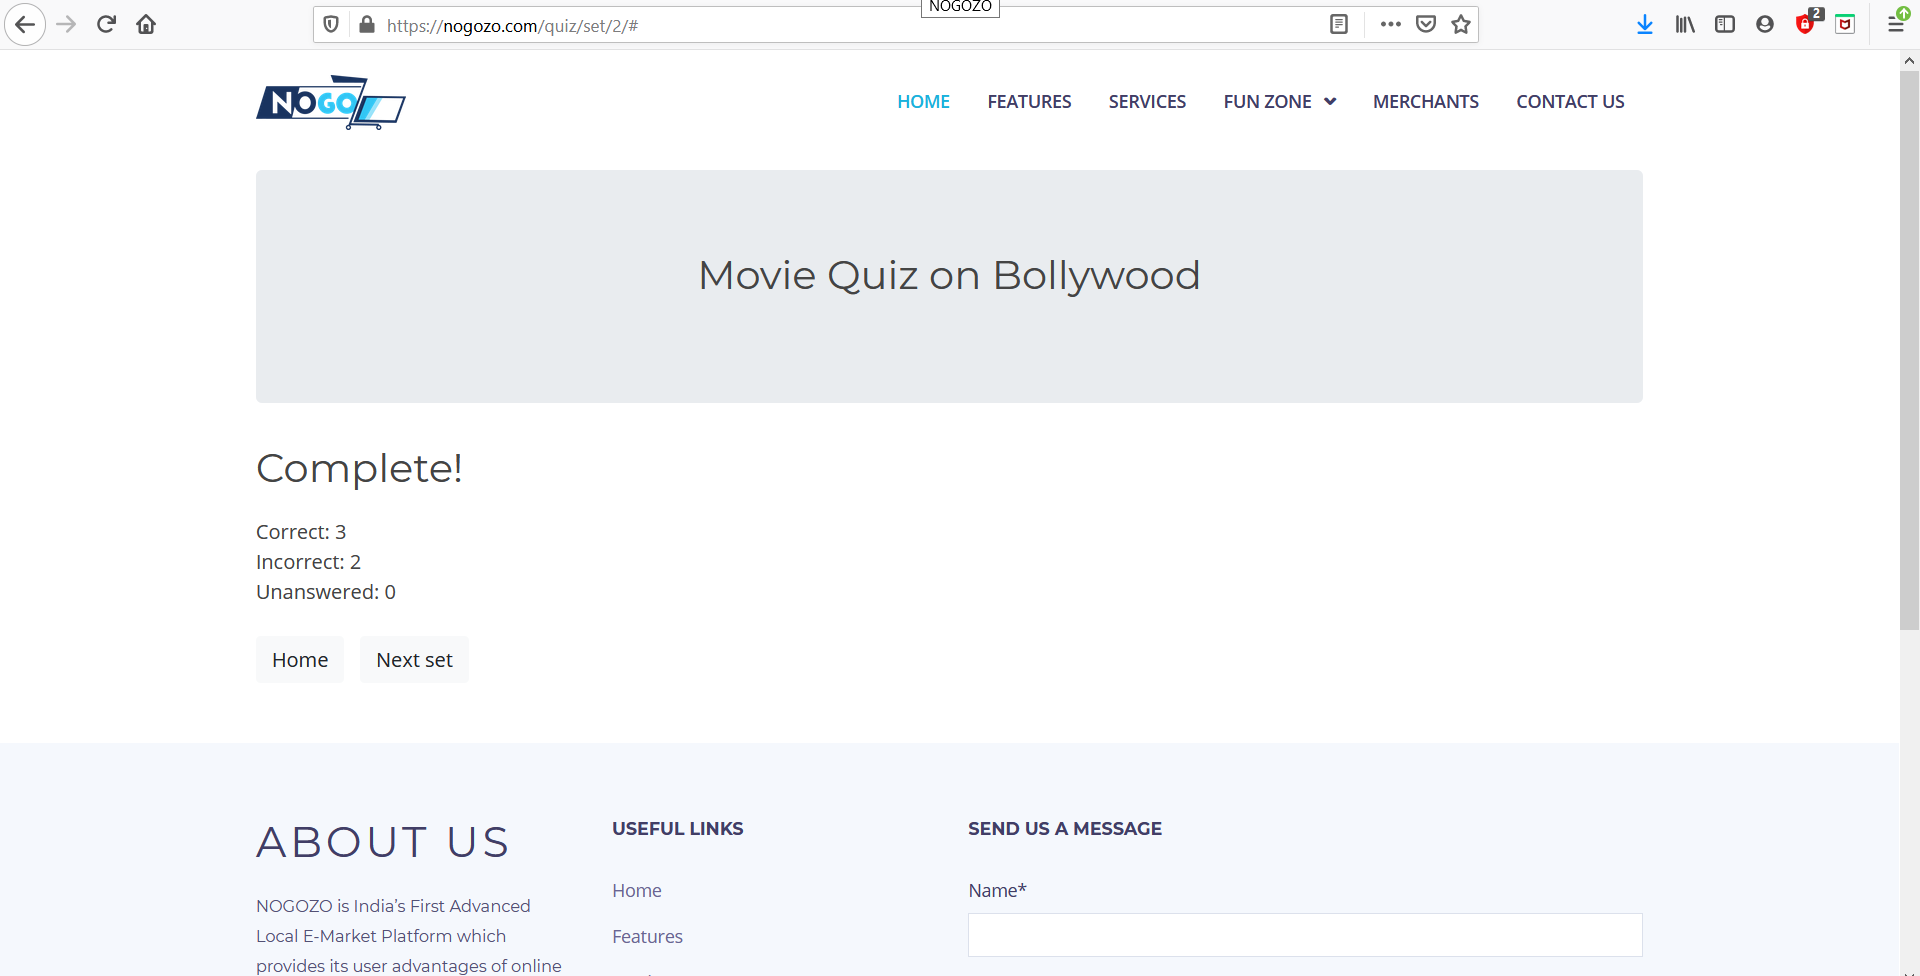 NOGOZO
https://nogozo.com/quiz/set/2/#
2
NOGO
HOME
FEATURES
SERVICES
FUN ZONE
MERCHANTS
CONTACT US
Movie Quiz on Bollywood
Complete!
Correct: 3
Incorrect: 2
Unanswered: 0
Home
Next set
ABOUT US
NOGOZO is India’s First Advanced
Local E-Market Platform which
provides its user advantages of online
USEFUL LINKS
Home
Features
SEND US A MESSAGE
Name*